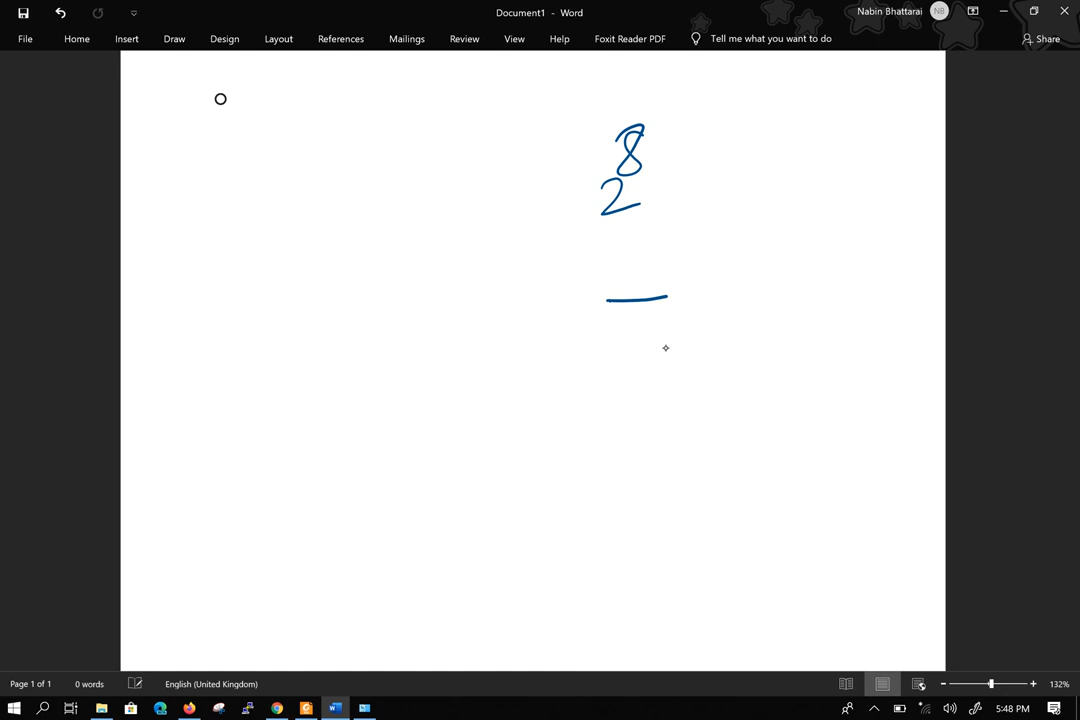 Document1 - Word
Nabin Bhattarai NB
File Home Insert Draw Design Layout References Mailings Review View Help Foxit Reader PDF Tell me what you want to do Share
8
2
Page 1 of 1 0 words English (United Kingdom) 132%
5:48 PM